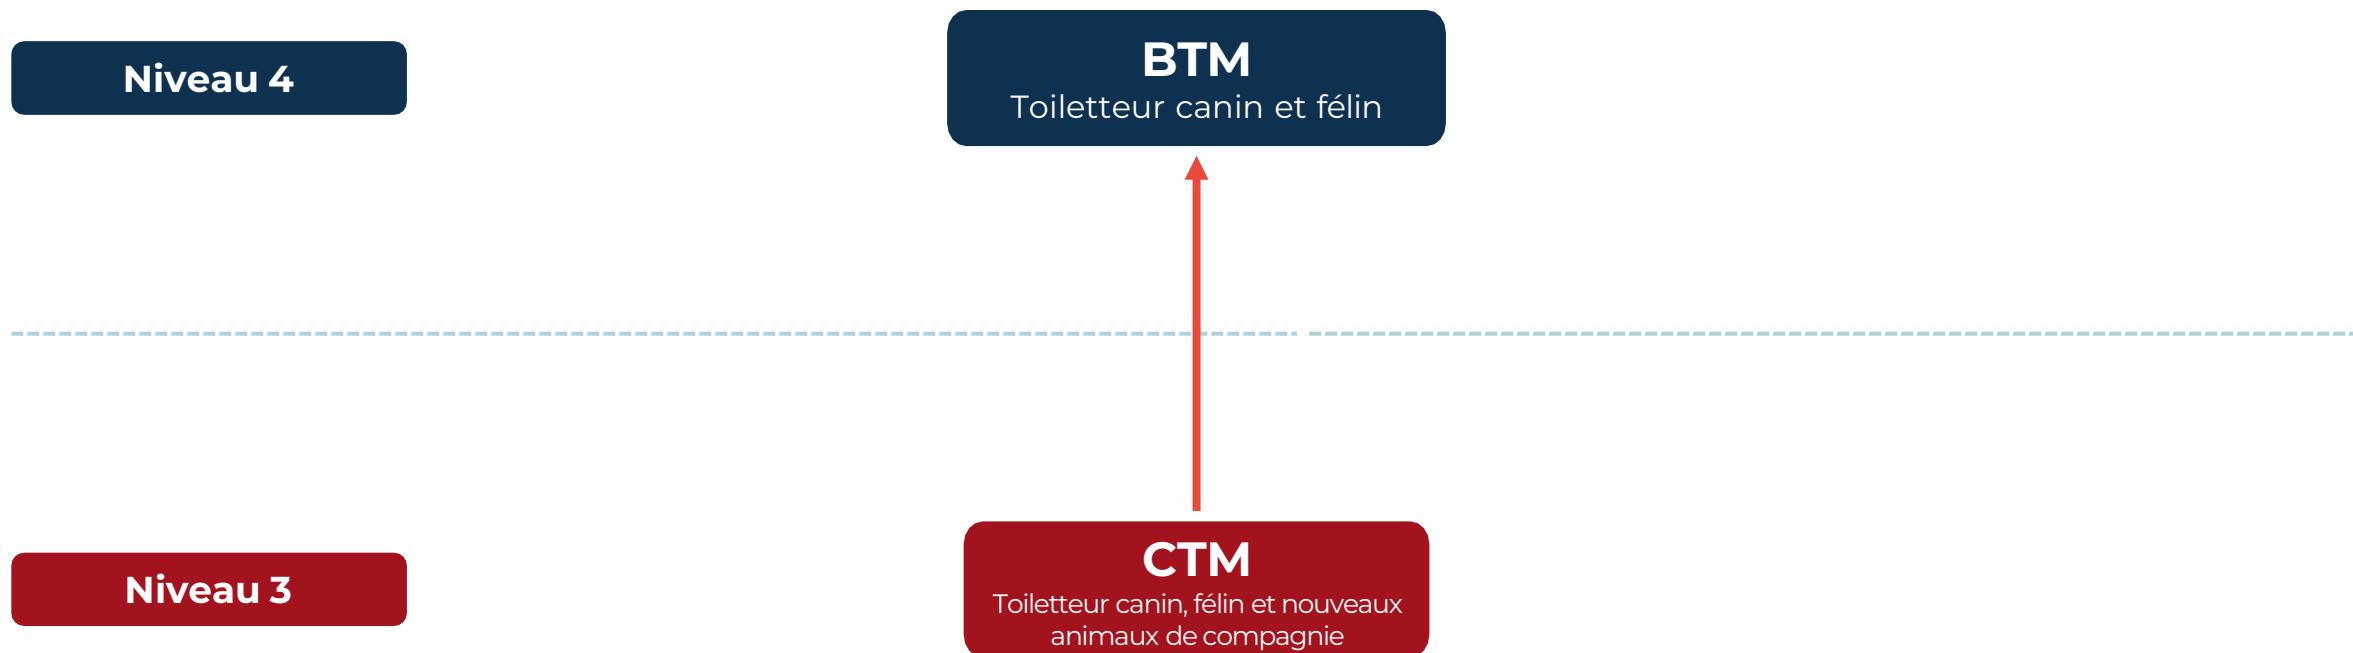 Niveau 4
BTM
Toiletteur canin et félin
Niveau 3
CTM
Toiletteur canin, félin et nouveaux
animaux de compagnie